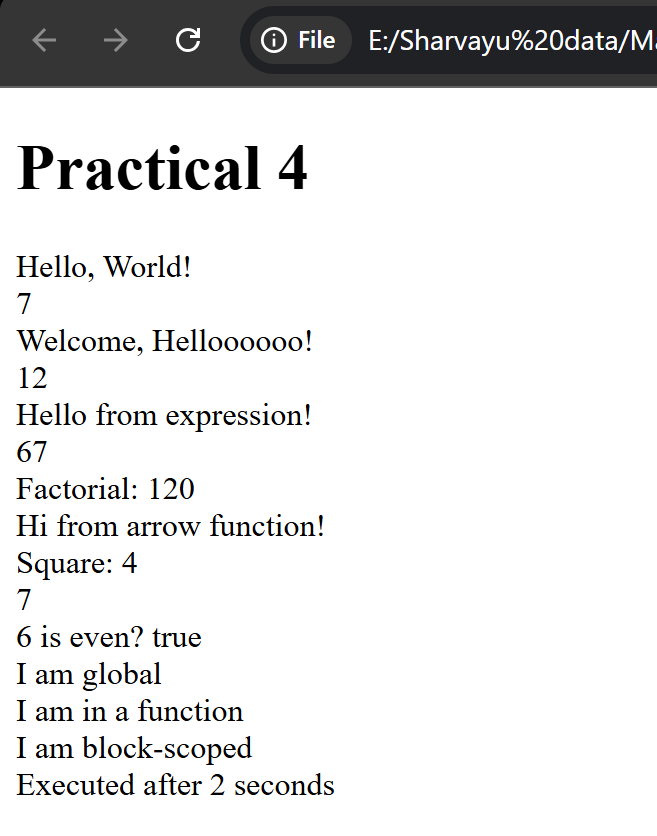 File E:/Sharvayu%20data/Ma
Practical 4
Hello, World!
7
Welcome, Helloooooo!
12
Hello from expression!
67
Factorial: 120
Hi from arrow function!
Square: 4
7
6 is even? true
I am global
I am in a function
I am block-scoped
Executed after 2 seconds